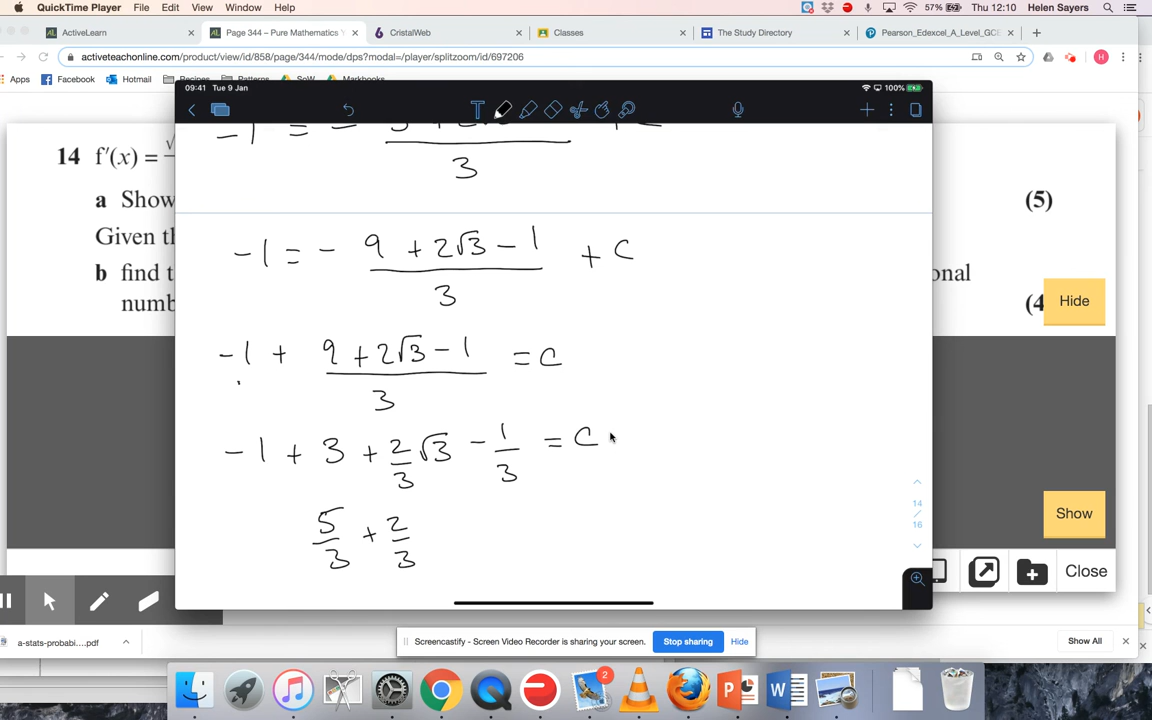 QuickTime Player File Edit View Window Help 57% Thu 12:10 Helen Sayers
ActiveLearn Page 344 – Pure Mathematics CristalWeb Classes The Study Directory Pearson_Edexcel_A_Level_GCE
activeteachonline.com/product/view/id/858/page/344/mode/dps?modal=/player/splitzoom/id/697206
Apps Facebook Hotmail Recipes Patterns SoW Markbooks
09:41 Tue 9 Jan 100%
3
14 f′(x) =
a Show (5)
Given th
b find t onal
numb (4
Hide
-1 = - 9 + 2√3 - 1 / 3 + C
-1 + 9 + 2√3 - 1 / 3 = C
-1 + 3 + 2/3 √3 - 1/3 = C
5/3 + 2/3
14 / 16
Show
Close
a-stats-probabi....pdf
Screencastify - Screen Video Recorder is sharing your screen. Stop sharing Hide
Show All
2